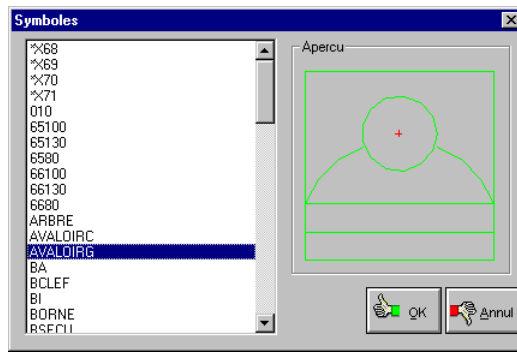 Symboles
*X68
*X69
*X70
*X71
010
65100
65130
6580
66100
66130
6680
ARBRE
AVALOIRC
AVALOIRG
BA
BCLEF
BI
BORNE
BSECU
Apercu
OK
Annul